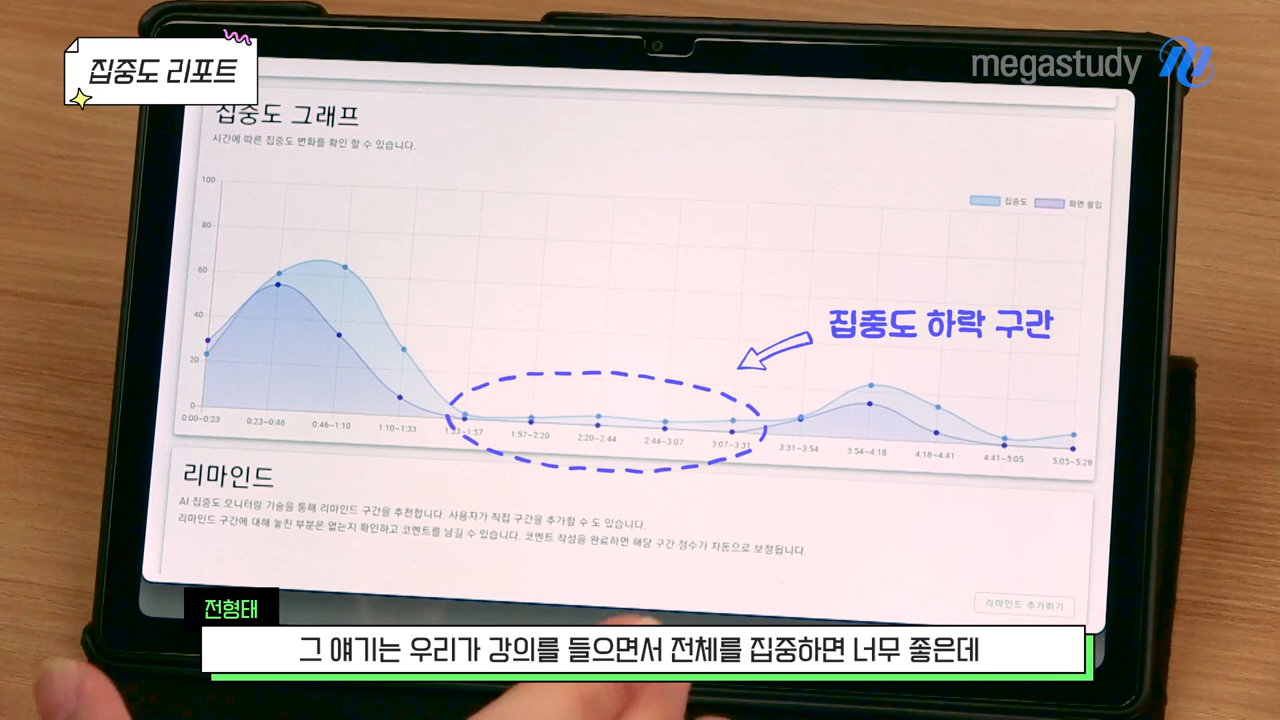 집중도 리포트
megastudy
집중도 그래프
시간에 따른 집중도 변화를 확인 할 수 있습니다.
집중도 화면 몰입
100
80
60
40
20
0
집중도 하락 구간
0:00~0:23 0:23~0:46 0:46~1:10 1:10~1:33 1:33~1:57 1:57~2:20 2:20~2:44 2:44~3:07 3:07~3:31 3:31~3:54 3:54~4:18 4:18~4:41 4:41~5:05 5:05~5:28
리마인드
AI 집중도 모니터링 기술을 통해 리마인드 구간을 추천합니다. 사용자가 직접 구간을 추가할 수 도 있습니다.
리마인드 구간에 대해 놓친 부분은 없는지 확인하고 코멘트를 남길 수 있습니다. 코멘트 작성을 완료하면 해당 구간 점수가 자동으로 보정됩니다.
리마인드 추가하기
전형태
그 얘기는 우리가 강의를 들으면서 전체를 집중하면 너무 좋은데